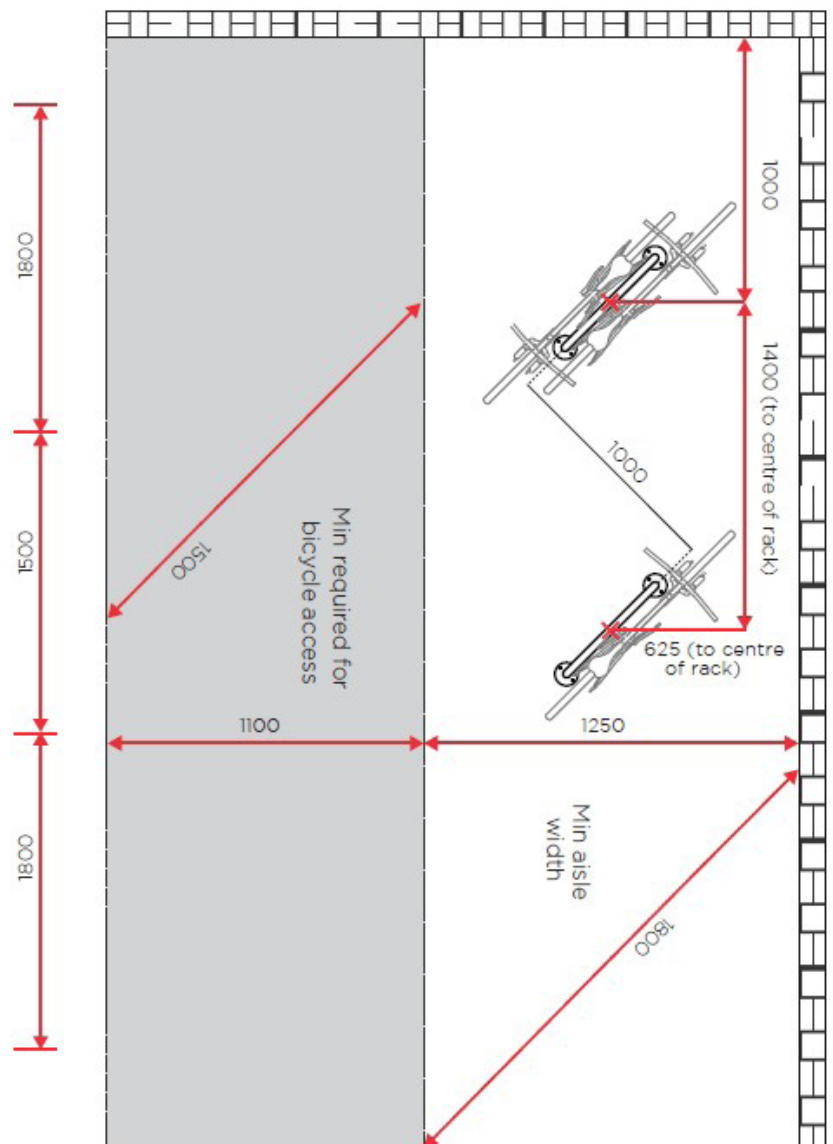 1000
1800
1400 (to centre
of rack)
1000
1500
1500
Min required for
bicycle access
625 (to centre
of rack)
1100
1250
Min aisle
width
1800
1800